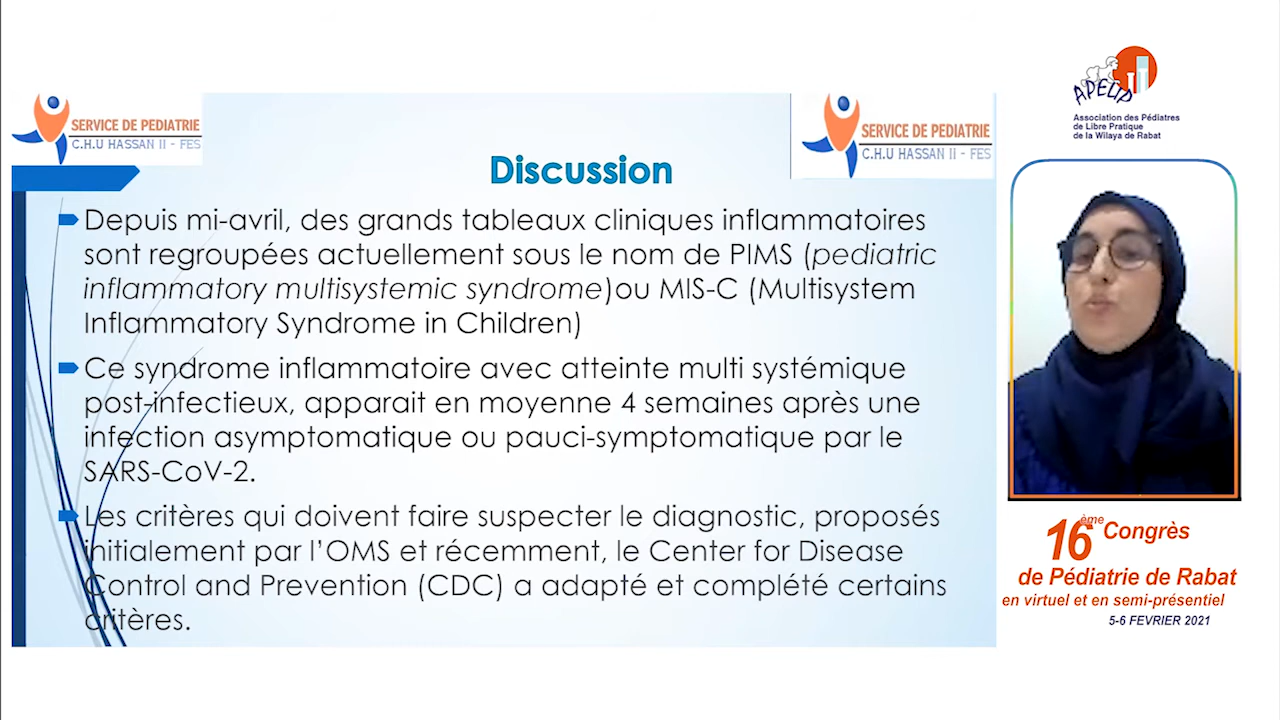 SERVICE DE PEDIATRIE
C.H.U HASSAN II - FES
SERVICE DE PEDIATRIE
C.H.U HASSAN II - FES
Discussion
Depuis mi-avril, des grands tableaux cliniques inflammatoires
sont regroupées actuellement sous le nom de PIMS (pediatric
inflammatory multisystemic syndrome)ou MIS-C (Multisystem
Inflammatory Syndrome in Children)
Ce syndrome inflammatoire avec atteinte multi systémique
post-infectieux, apparait en moyenne 4 semaines après une
infection asymptomatique ou pauci-symptomatique par le
SARS-CoV-2.
Les critères qui doivent faire suspecter le diagnostic, proposés
initialement par l'OMS et récemment, le Center for Disease
Control and Prevention (CDC) a adapté et complété certains
critères.
APELIP
Association des Pédiatres
de Libre Pratique
de la Wilaya de Rabat
16ème Congrès
de Pédiatrie de Rabat
en virtuel et en semi-présentiel
5-6 FEVRIER 2021